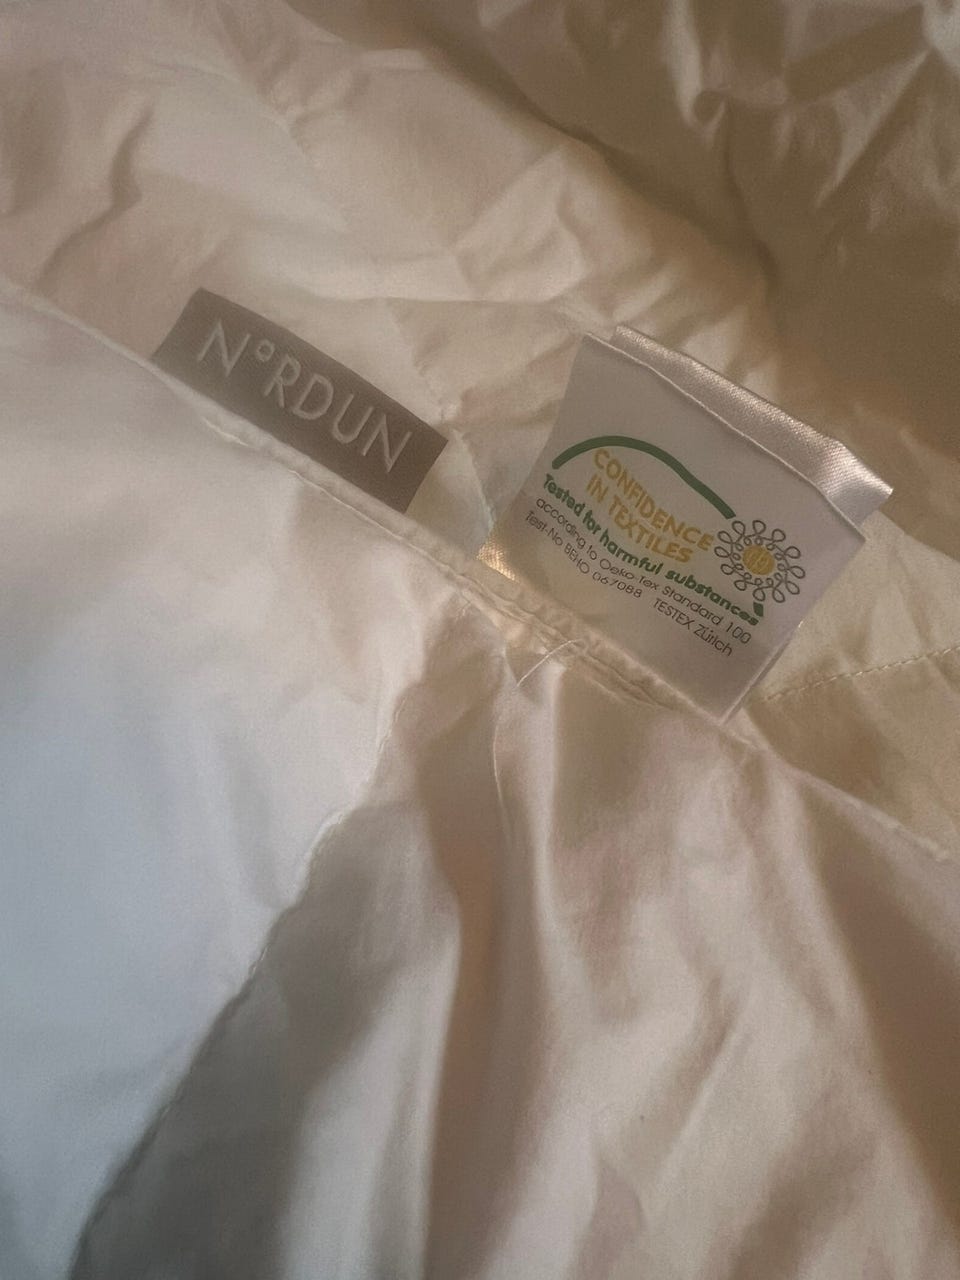 N°RDUN
CONFIDENCE
IN TEXTILES
Tested for harmful substances
according to Oeko-Tex Standard 100
Test-No BEHO 067088 TESTEX Zürich